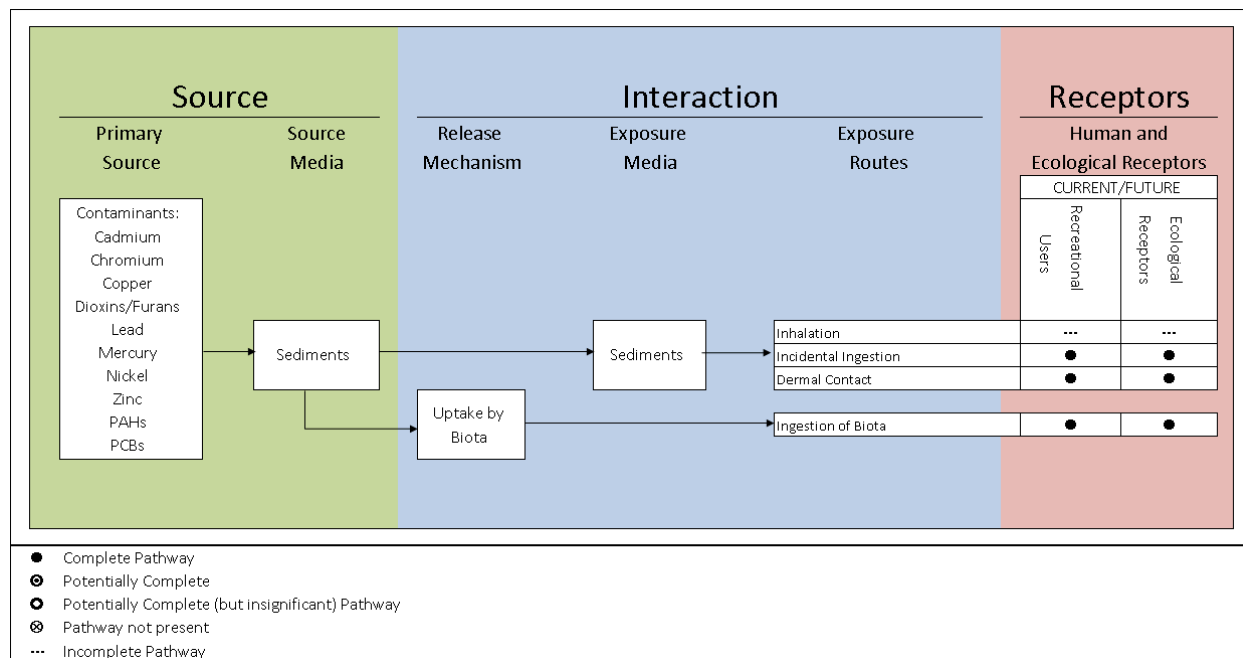 Source
Interaction
Receptors
Primary
Source
Source
Media
Release
Mechanism
Exposure
Media
Exposure
Routes
Human and
Ecological Receptors
CURRENT/FUTURE
Recreational
Users
Ecological
Receptors
Contaminants:
Cadmium
Chromium
Copper
Dioxins/Furans
Lead
Mercury
Nickel
Zinc
PAHs
PCBs
Sediments
Sediments
Uptake by
Biota
Inhalation --- ---
Incidental Ingestion ● ●
Dermal Contact ● ●
Ingestion of Biota ● ●
● Complete Pathway
Potentially Complete
Potentially Complete (but insignificant) Pathway
⊗ Pathway not present
--- Incomplete Pathway